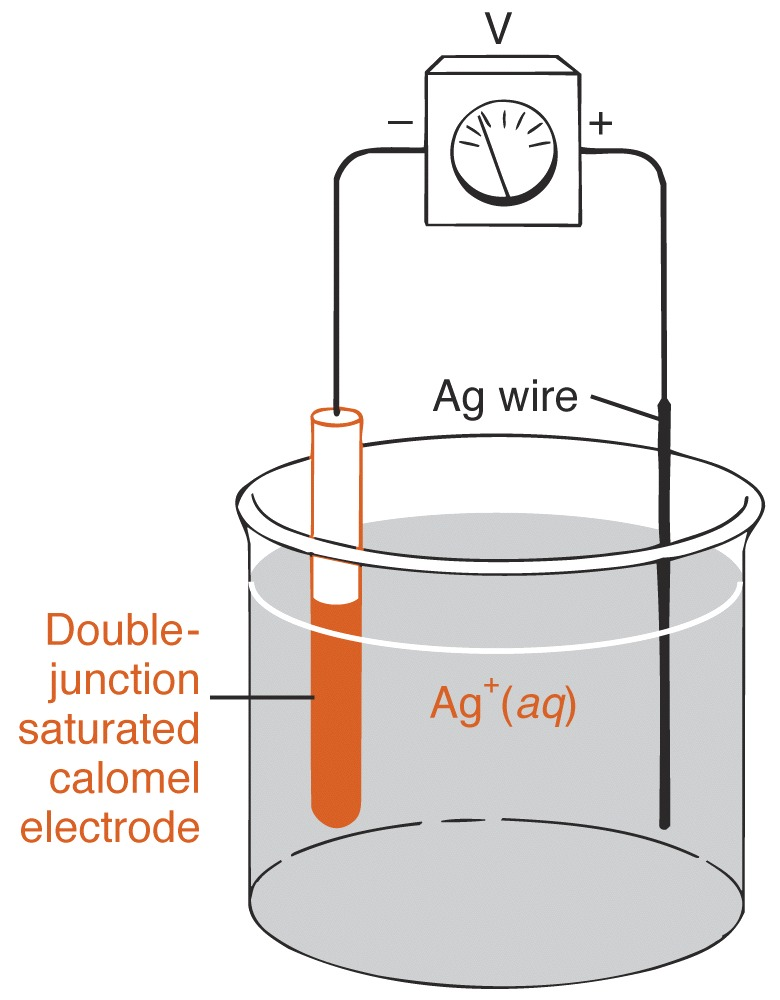 V
− +
Ag wire
Double-
junction
saturated
calomel
electrode
Ag⁺(aq)